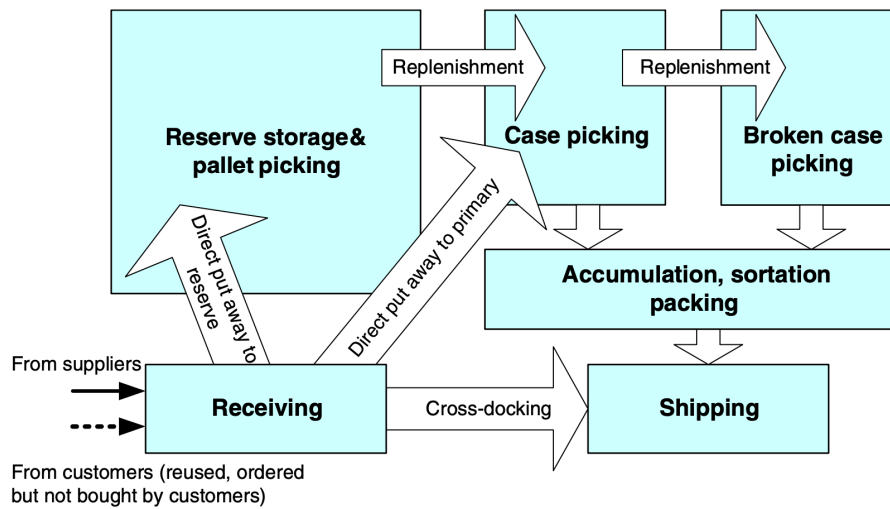 Replenishment
Replenishment
Reserve storage&
pallet picking
Case picking
Broken case
picking
Direct put away to
reserve
Direct put away to primary
Accumulation, sortation
packing
From suppliers
Receiving
Cross-docking
Shipping
From customers (reused, ordered
but not bought by customers)